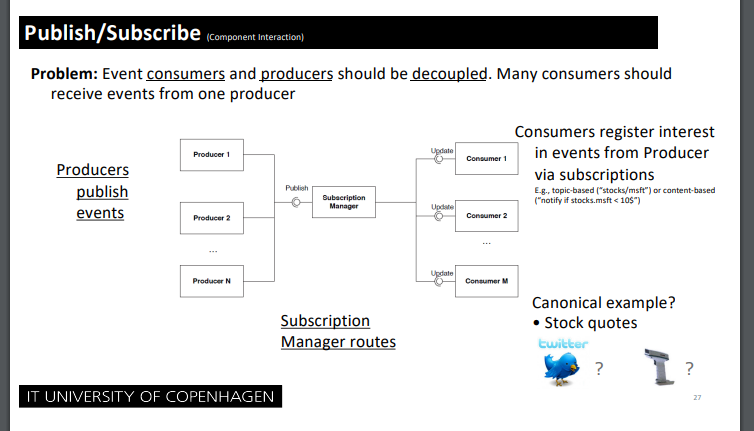 Publish/Subscribe (Component Interaction)
Problem: Event consumers and producers should be decoupled. Many consumers should
receive events from one producer
Producers
publish
events
Producer 1
Producer 2
...
Producer N
Publish
Subscription
Manager
Update
Consumer 1
Update
Consumer 2
...
Update
Consumer M
Subscription
Manager routes
Consumers register interest
in events from Producer
via subscriptions
E.g., topic-based ("stocks/msft") or content-based
("notify if stocks.msft < 10$")
Canonical example?
• Stock quotes
twitter
?
?
IT UNIVERSITY OF COPENHAGEN
27